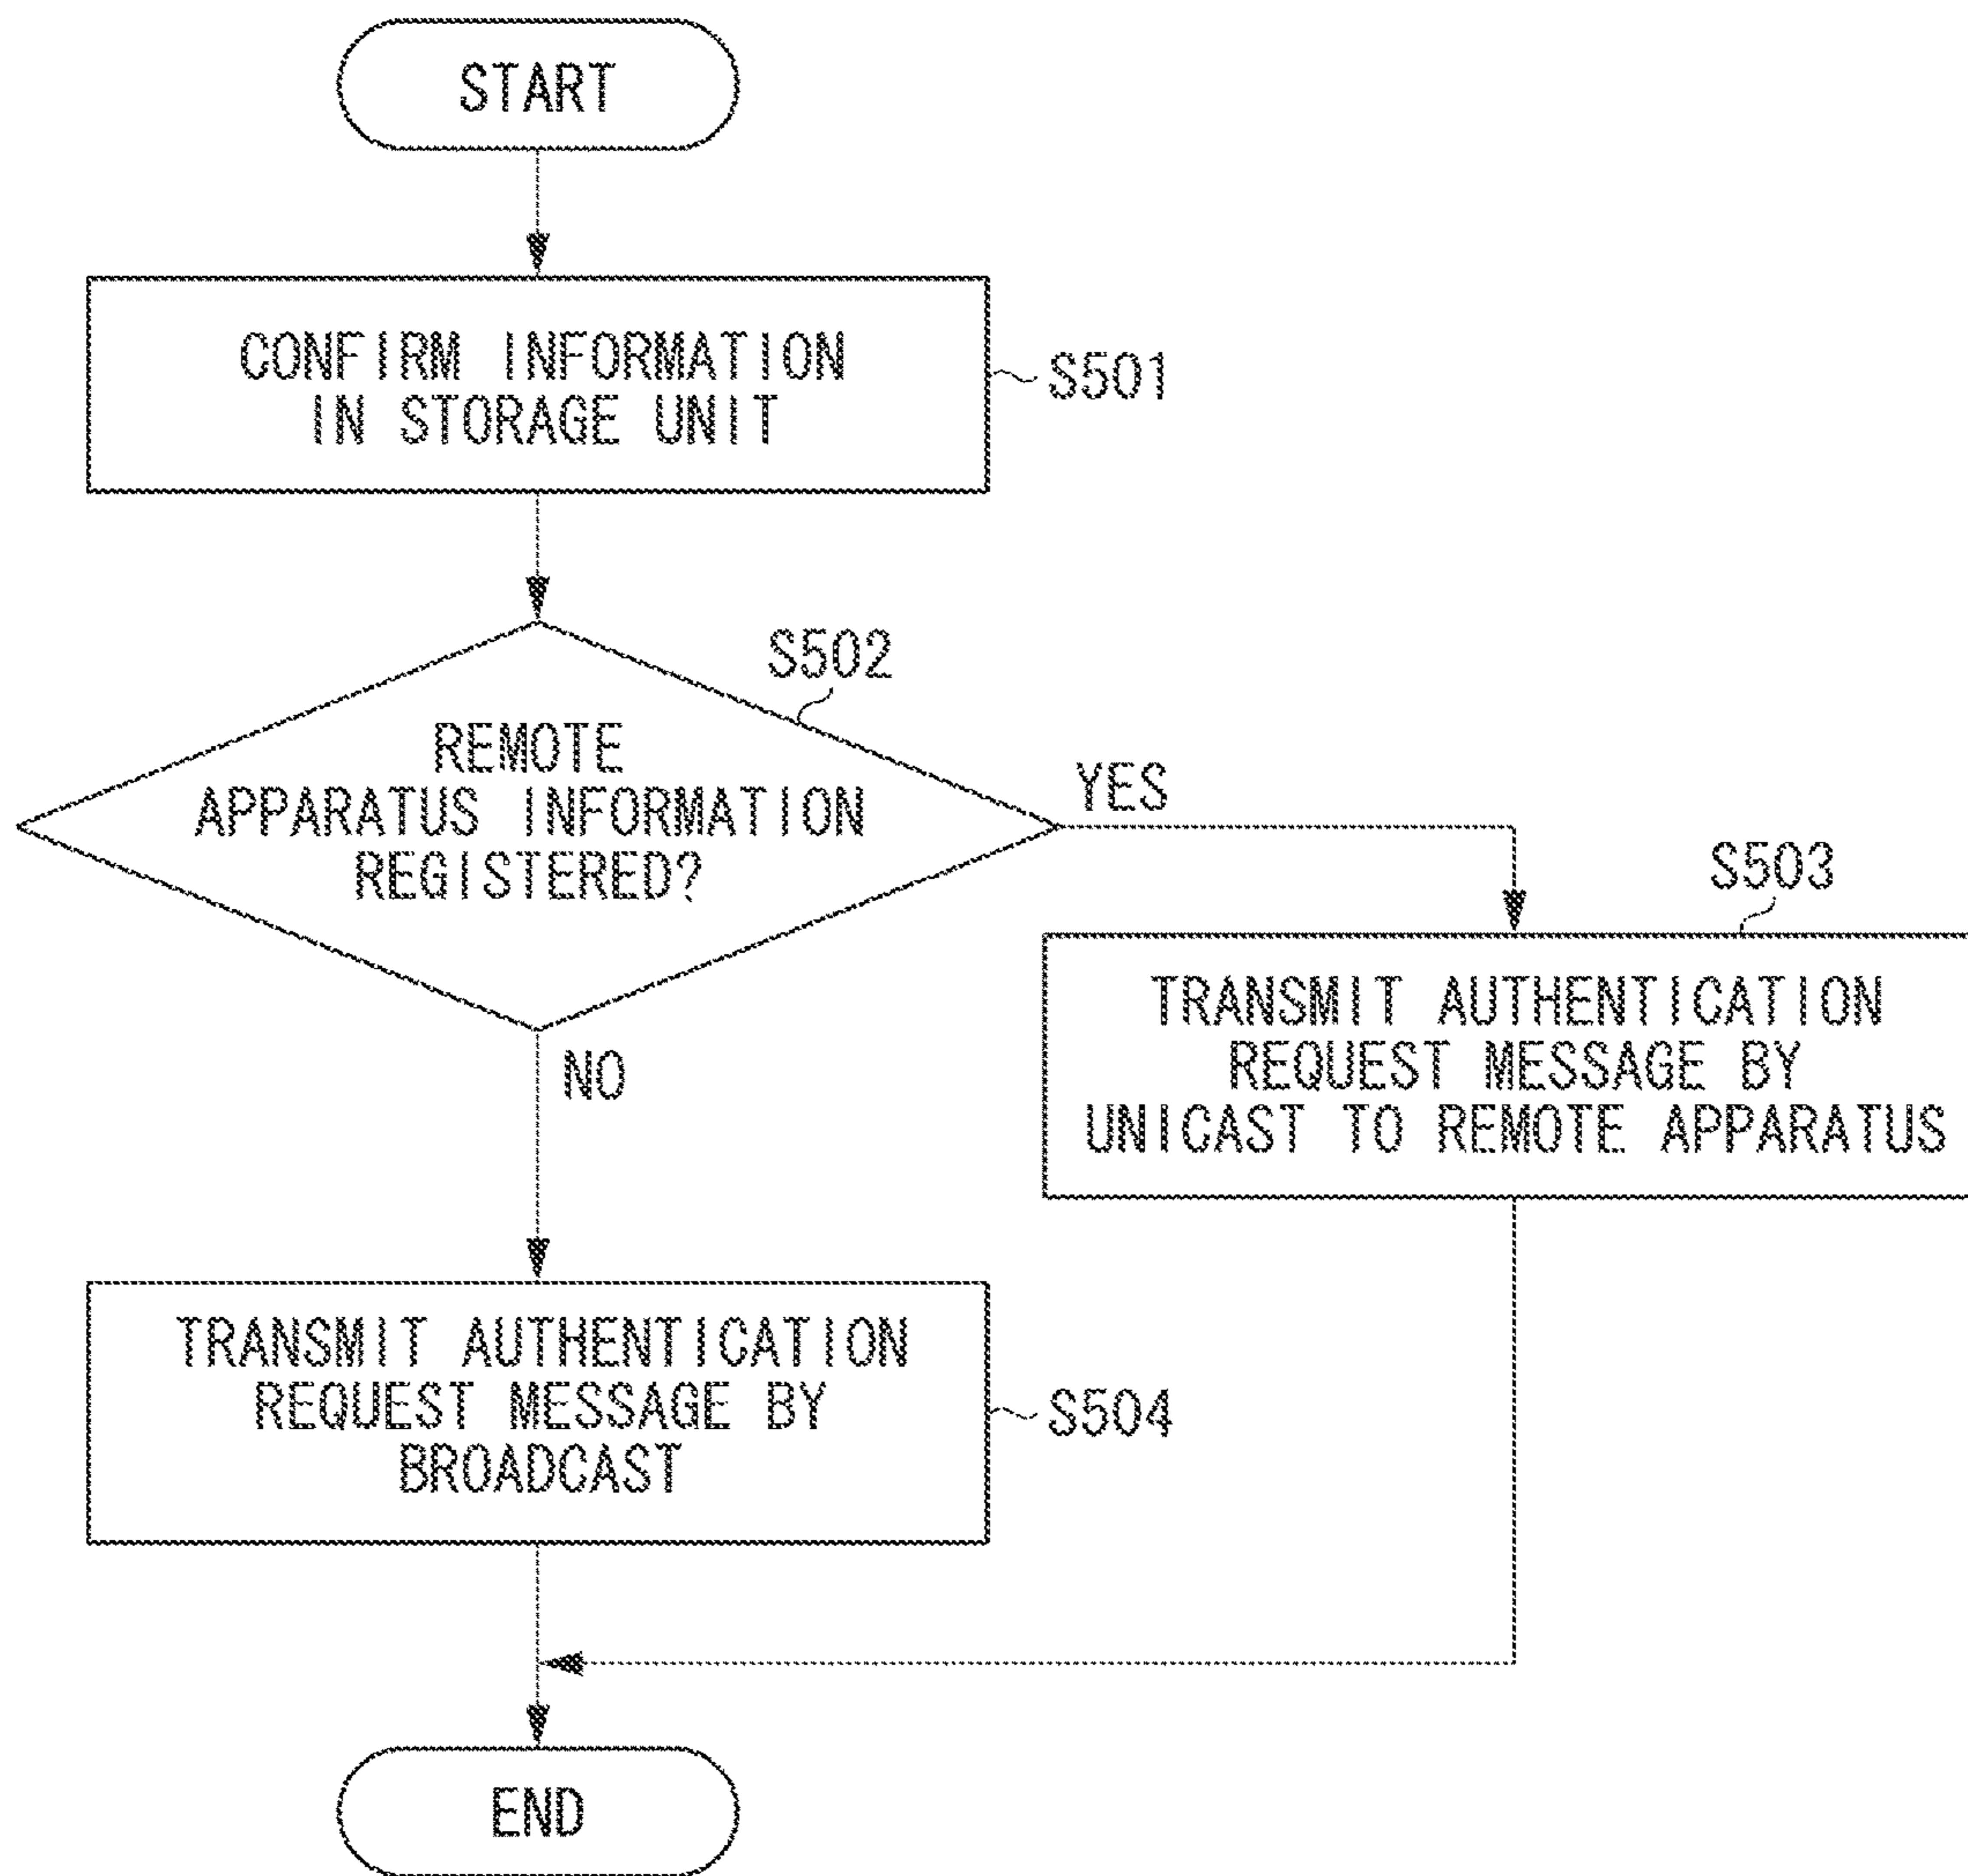 START
CONFIRM INFORMATION
IN STORAGE UNIT
S501
S502
REMOTE
APPARATUS INFORMATION
REGISTERED?
YES
NO
S503
TRANSMIT AUTHENTICATION
REQUEST MESSAGE BY
UNICAST TO REMOTE APPARATUS
TRANSMIT AUTHENTICATION
REQUEST MESSAGE BY
BROADCAST
S504
END